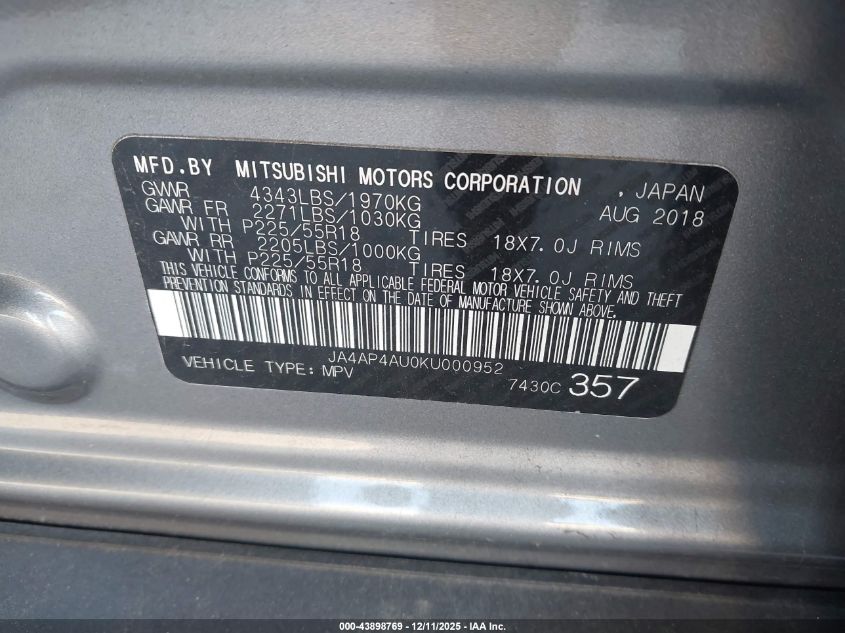 MFD.BY MITSUBISHI MOTORS CORPORATION , JAPAN
GVWR 4343LBS/1970KG AUG 2018
GAWR FR 2271LBS/1030KG
WITH P225/55R18 TIRES 18X7.0J RIMS
GAWR RR 2205LBS/1000KG
WITH P225/55R18 TIRES 18X7.0J RIMS
THIS VEHICLE CONFORMS TO ALL APPLICABLE FEDERAL MOTOR VEHICLE SAFETY AND THEFT
PREVENTION STANDARDS IN EFFECT ON THE DATE OF MANUFACTURE SHOWN ABOVE.
JA4AP4AU0KU000952
VEHICLE TYPE: MPV 7430C 357
000-43898769 - 12/11/2025 - IAA Inc.